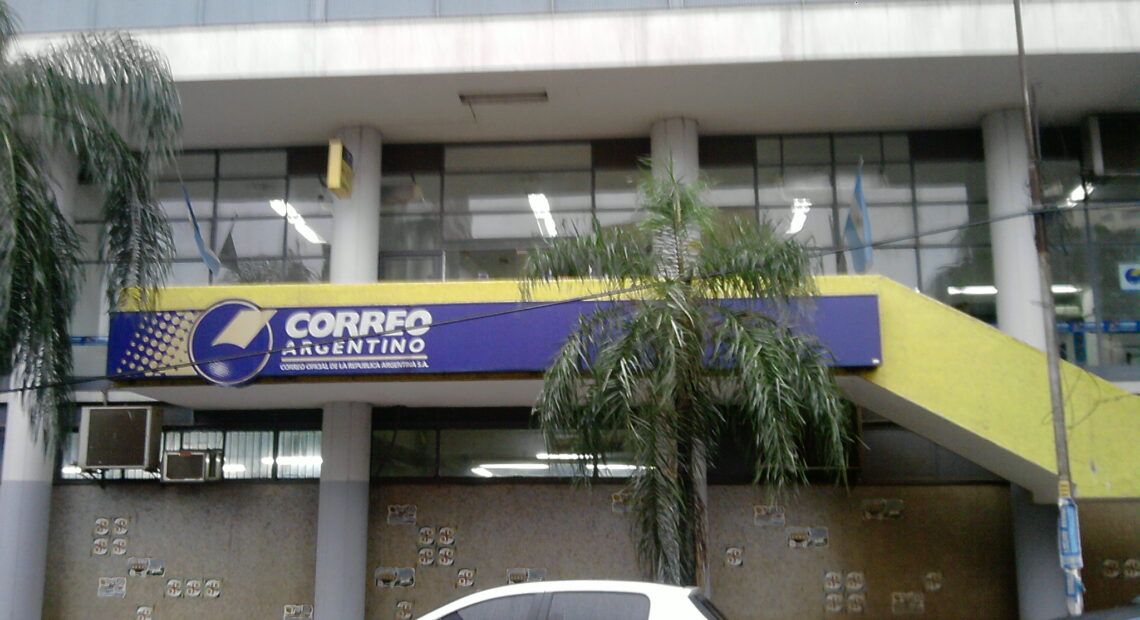 CORREO
ARGENTINO
CORREO OFICIAL DE LA REPUBLICA ARGENTINA S.A.